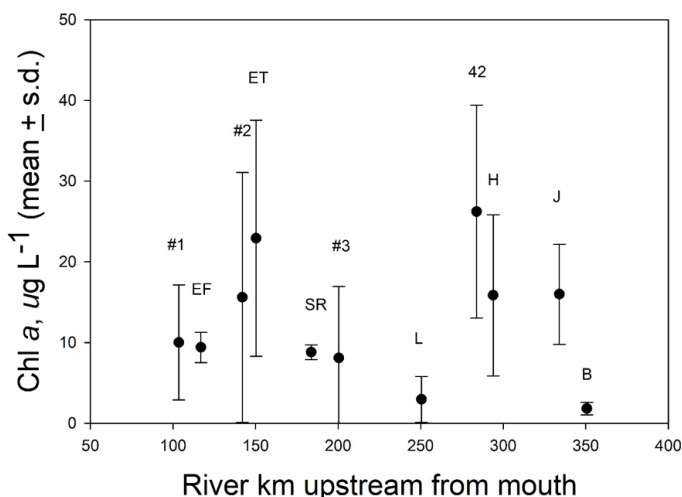 50
ET
42
40
#2
H
30
J
#3
#1
20
EF
SR
L
10
B
0
50 100 150 200 250 300 350 400
Chl a, ug L-1 (mean + s.d.)
River km upstream from mouth